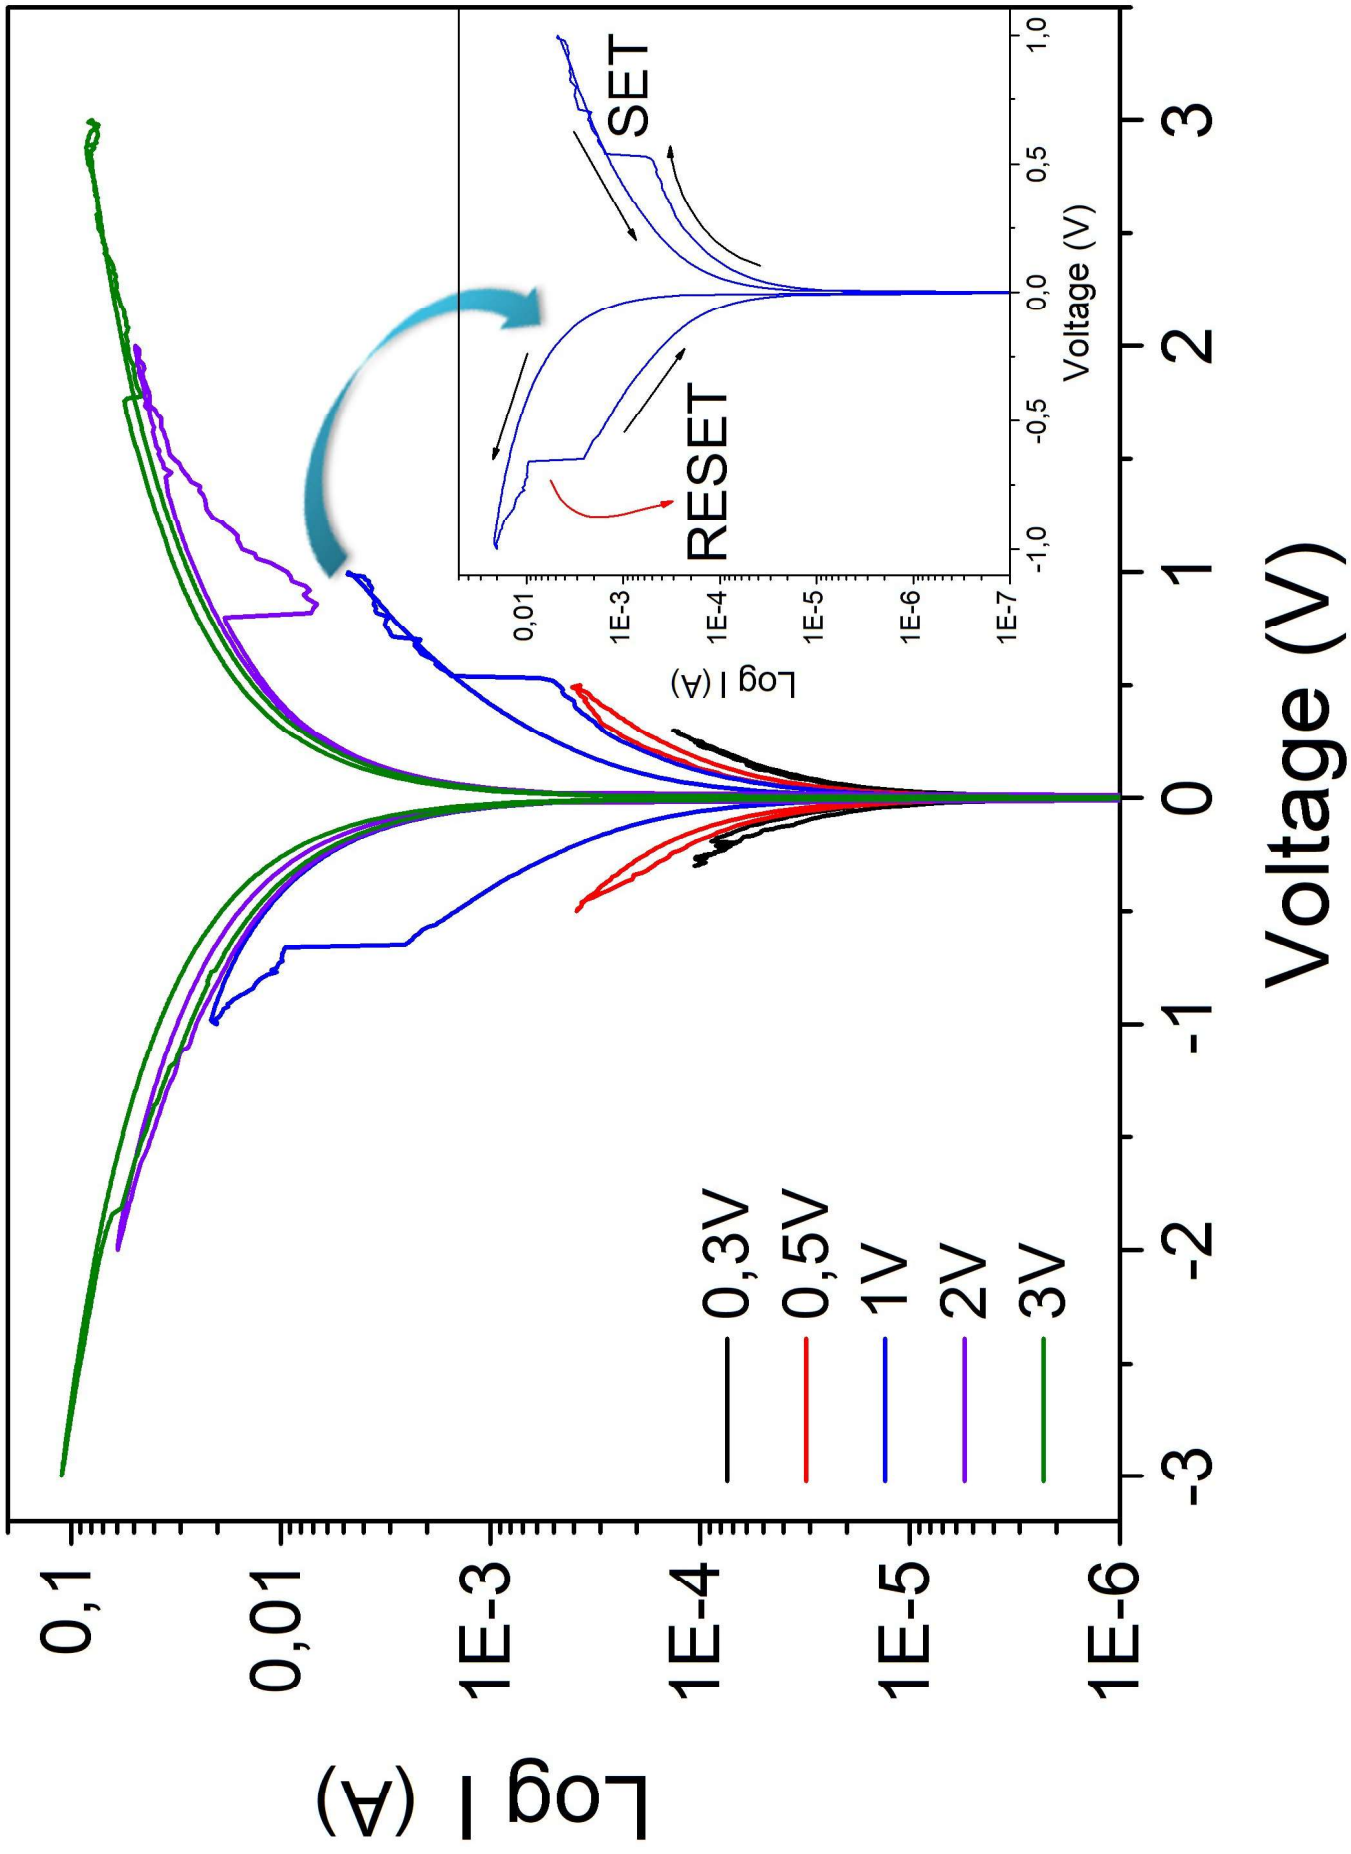 Log I (A)
0,1
0,01
1E-3
1E-4
1E-5
1E-6
-3
-2
-1
0
1
2
3
Voltage (V)
0,3V
0,5V
1V
2V
3V
Log I (A)
0,01
1E-3
1E-4
1E-5
1E-6
1E-7
-1,0
-0,5
0,0
0,5
1,0
Voltage (V)
RESET
SET